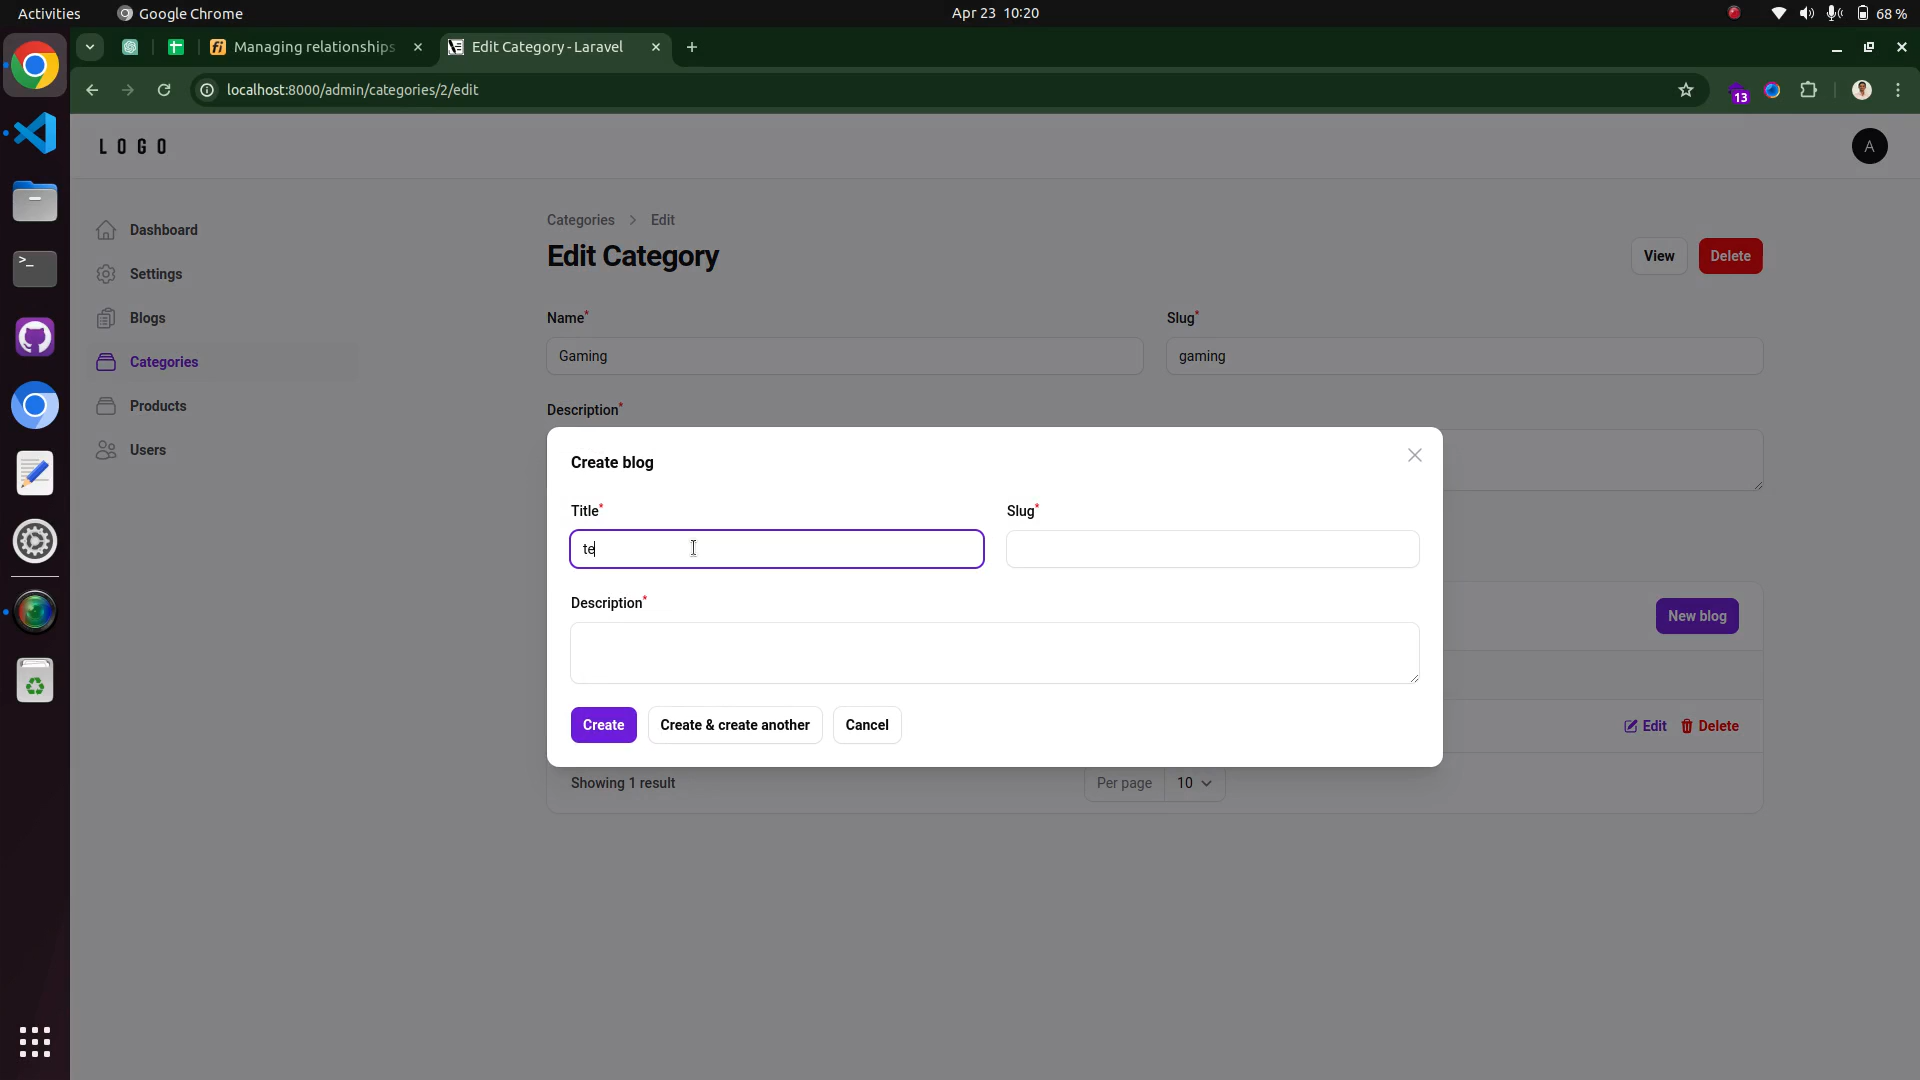 Activities
Google Chrome
Apr 23 10:20
68 %
Managing relationships
Edit Category - Laravel
localhost:8000/admin/categories/2/edit
13
LOGO
A
Dashboard
Settings
Blogs
Categories
Products
Users
Categories > Edit
Edit Category
View
Delete
Name*
Slug*
Gaming
gaming
Description*
Create blog
Title*
Slug*
te
Description*
Create
Create & create another
Cancel
New blog
Edit
Delete
Showing 1 result
Per page
10